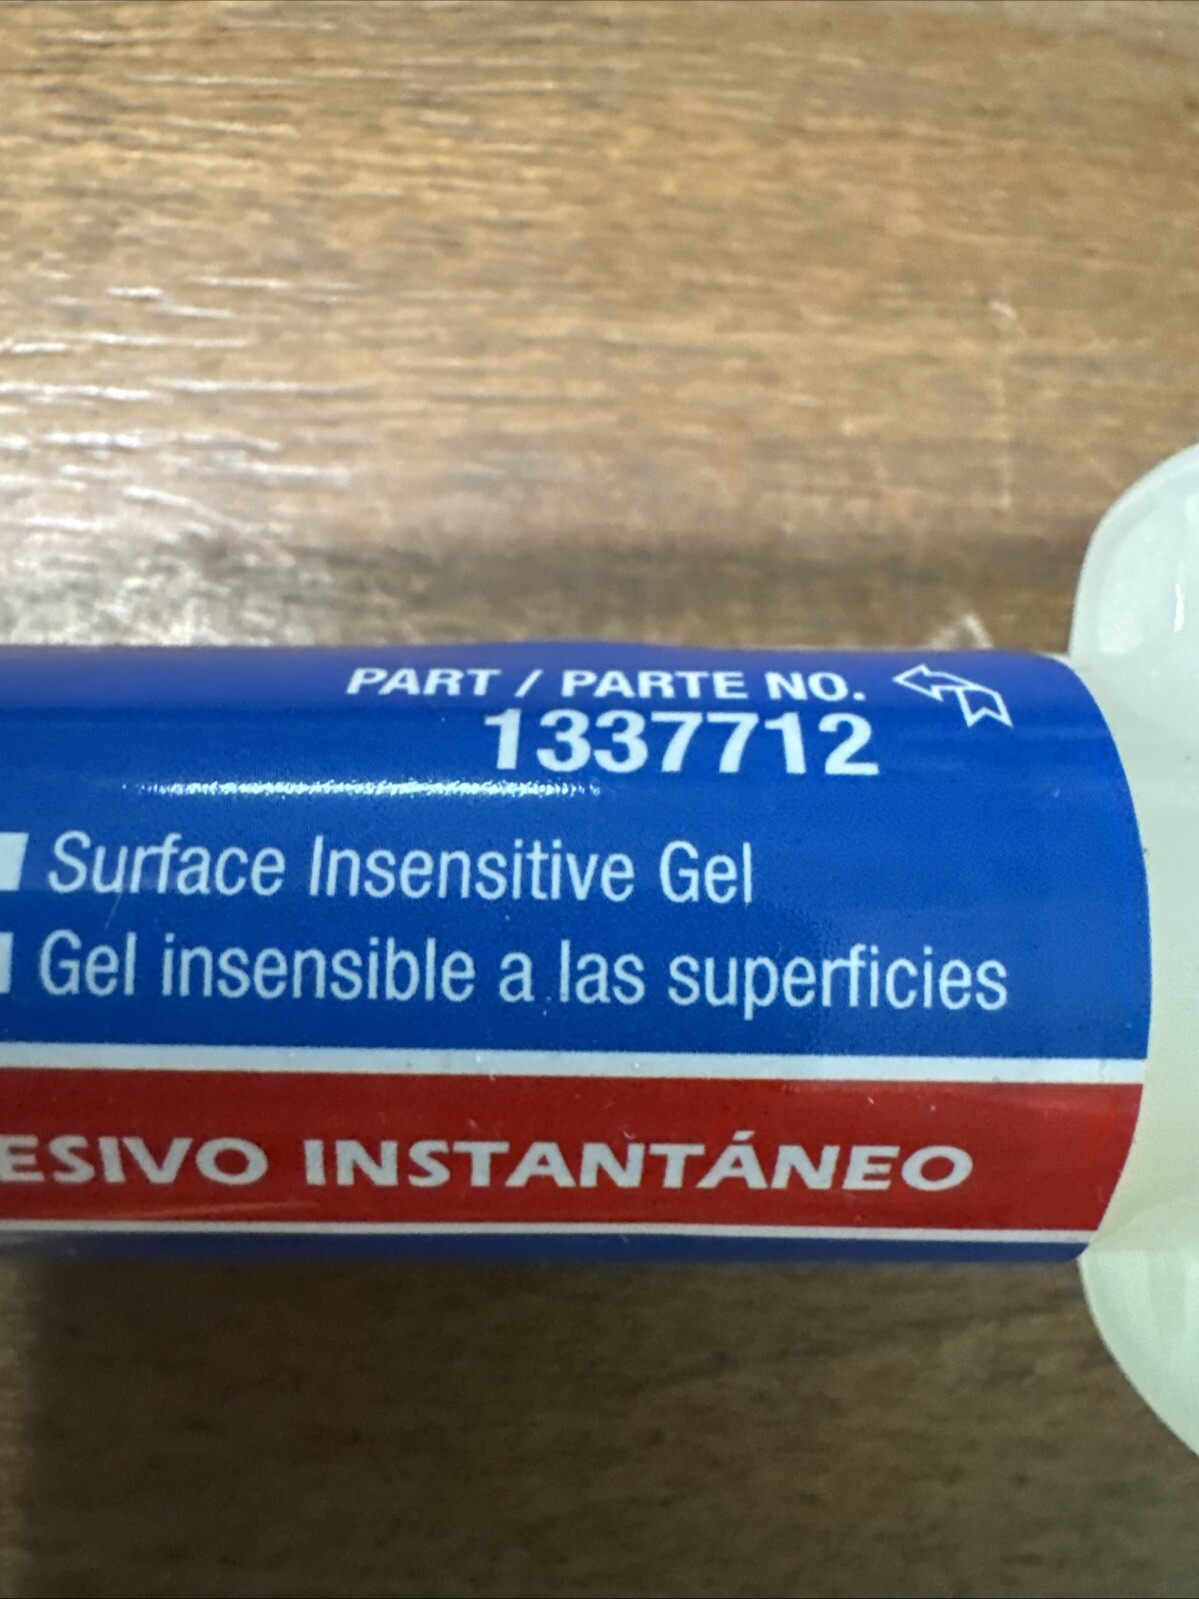 PART / PARTE NO.
1337712
Surface Insensitive Gel
Gel insensible a las superficies
ESIVO INSTANTÁNEO